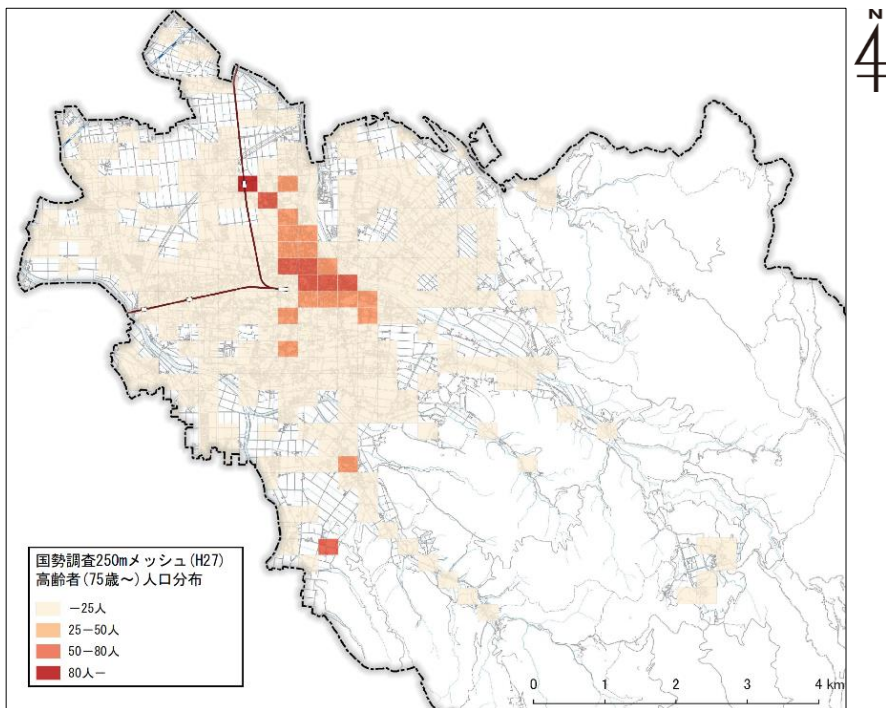 N
国勢調査250mメッシュ(H27)
高齢者(75歳~)人口分布
-25人
25-50人
50-80人
80人-
0 1 2 3 4 km